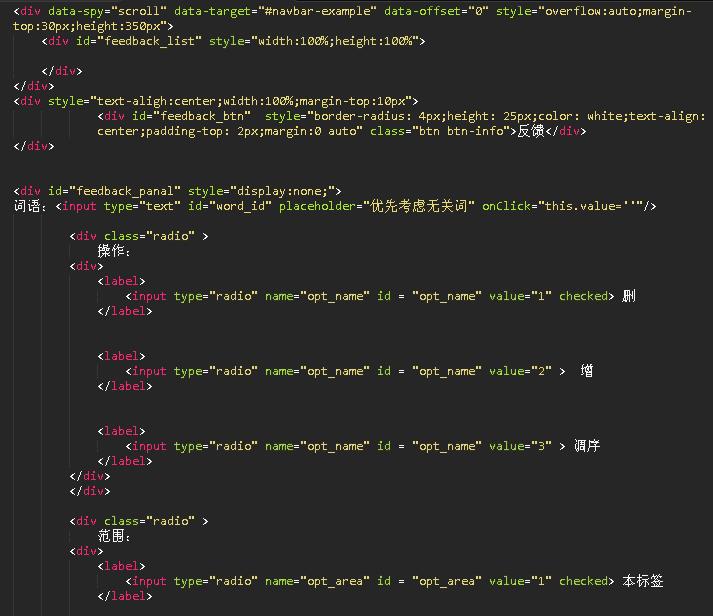 <div data-spy="scroll" data-target="#navbar-example" data-offset="0" style="overflow:auto;margin-
top:30px;height:350px">
<div id="feedback_list" style="width:100%;height:100%">
</div>
</div>
<div style="text-aligh:center;width:100%;margin-top:10px">
<div id="feedback_btn"  style="border-radius: 4px;height: 25px;color: white;text-align:
center;padding-top: 2px;margin:0 auto" class="btn btn-info">反馈</div>
</div>
<div id="feedback_panal" style="display:none;">
词语：<input type="text" id="word_id" placeholder="优先考虑无关词" onClick="this.value=''"/>
<div class="radio" >
操作：
<div>
<label>
<input type="radio" name="opt_name" id = "opt_name" value="1" checked> 删
</label>
<label>
<input type="radio" name="opt_name" id = "opt_name" value="2" >  增
</label>
<label>
<input type="radio" name="opt_name" id = "opt_name" value="3" > 调序
</label>
</div>
</div>
<div class="radio" >
范围：
<div>
<label>
<input type="radio" name="opt_area" id = "opt_area" value="1" checked> 本标签
</label>